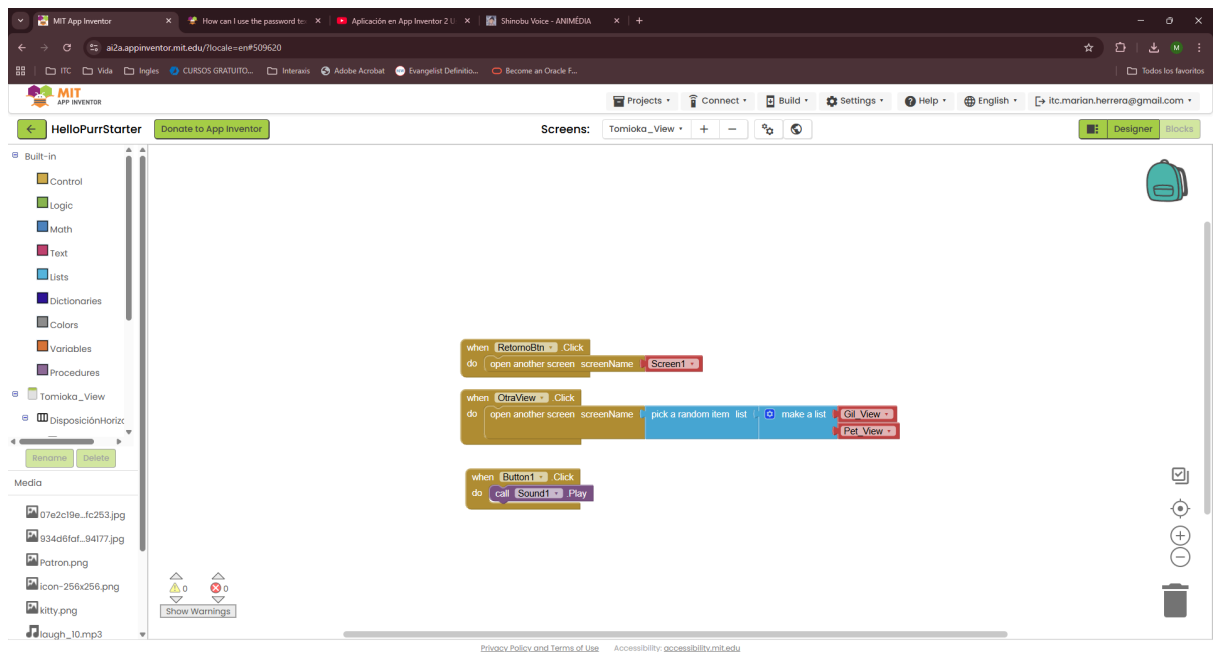 MIT App Inventor
How can I use the password te
Aplicación en App Inventor 2 U
Shinobu Voice - ANIMÉDIA
ai2a.appinventor.mit.edu/?locale=en#509620
M
ITC Vida Ingles CURSOS GRATUITO... Interaxis Adobe Acrobat Evangelist Definitio... Become an Oracle F... Todos los favoritos
MIT
APP INVENTOR
Projects Connect Build Settings Help English itc.marian.herrera@gmail.com
HelloPurrStarter Donate to App Inventor Screens: Tomioka_View + − Designer Blocks
Built-in
Control
Logic
Math
Text
Lists
Dictionaries
Colors
Variables
Procedures
Tomioka_View
DisposiciónHorizc
Rename Delete
Media
07e2c19e...fc253.jpg
934d6faf...94177.jpg
Patron.png
icon-256x256.png
kitty.png
laugh_10.mp3
when RetornoBtn .Click
do open another screen screenName Screen1
when OtraView .Click
do open another screen screenName pick a random item list make a list Gil_View
Pet_View
when Button1 .Click
do call Sound1 .Play
0 0
Show Warnings
Privacy Policy and Terms of Use Accessibility: accessibility.mit.edu